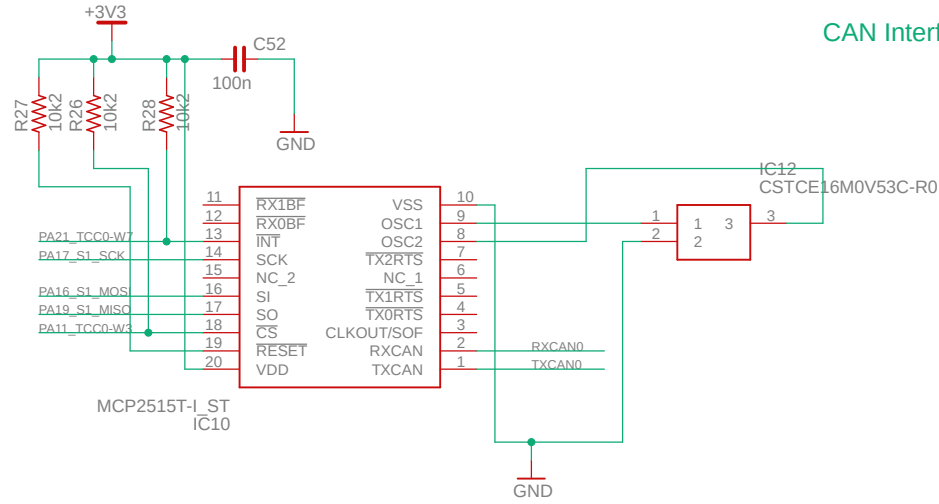 +3V3
CAN Interf
C52
100n
R27
10k2
R26
10k2
R28
10k2
GND
IC12
CSTCE16M0V53C-R0
11 RX1BF VSS 10
12 RX0BF OSC1 9
13 INT OSC2 8
14 SCK TX2RTS 7
15 NC_2 NC_1 6
16 SI TX1RTS 5
17 SO TX0RTS 4
18 CS CLKOUT/SOF 3
19 RESET RXCAN 2
20 VDD TXCAN 1
1 1 3 3
2 2
PA21_TCC0-W7
PA17_S1_SCK
PA16_S1_MOSI
PA19_S1_MISO
PA11_TCC0-W3
RXCAN0
TXCAN0
MCP2515T-I_ST
IC10
GND